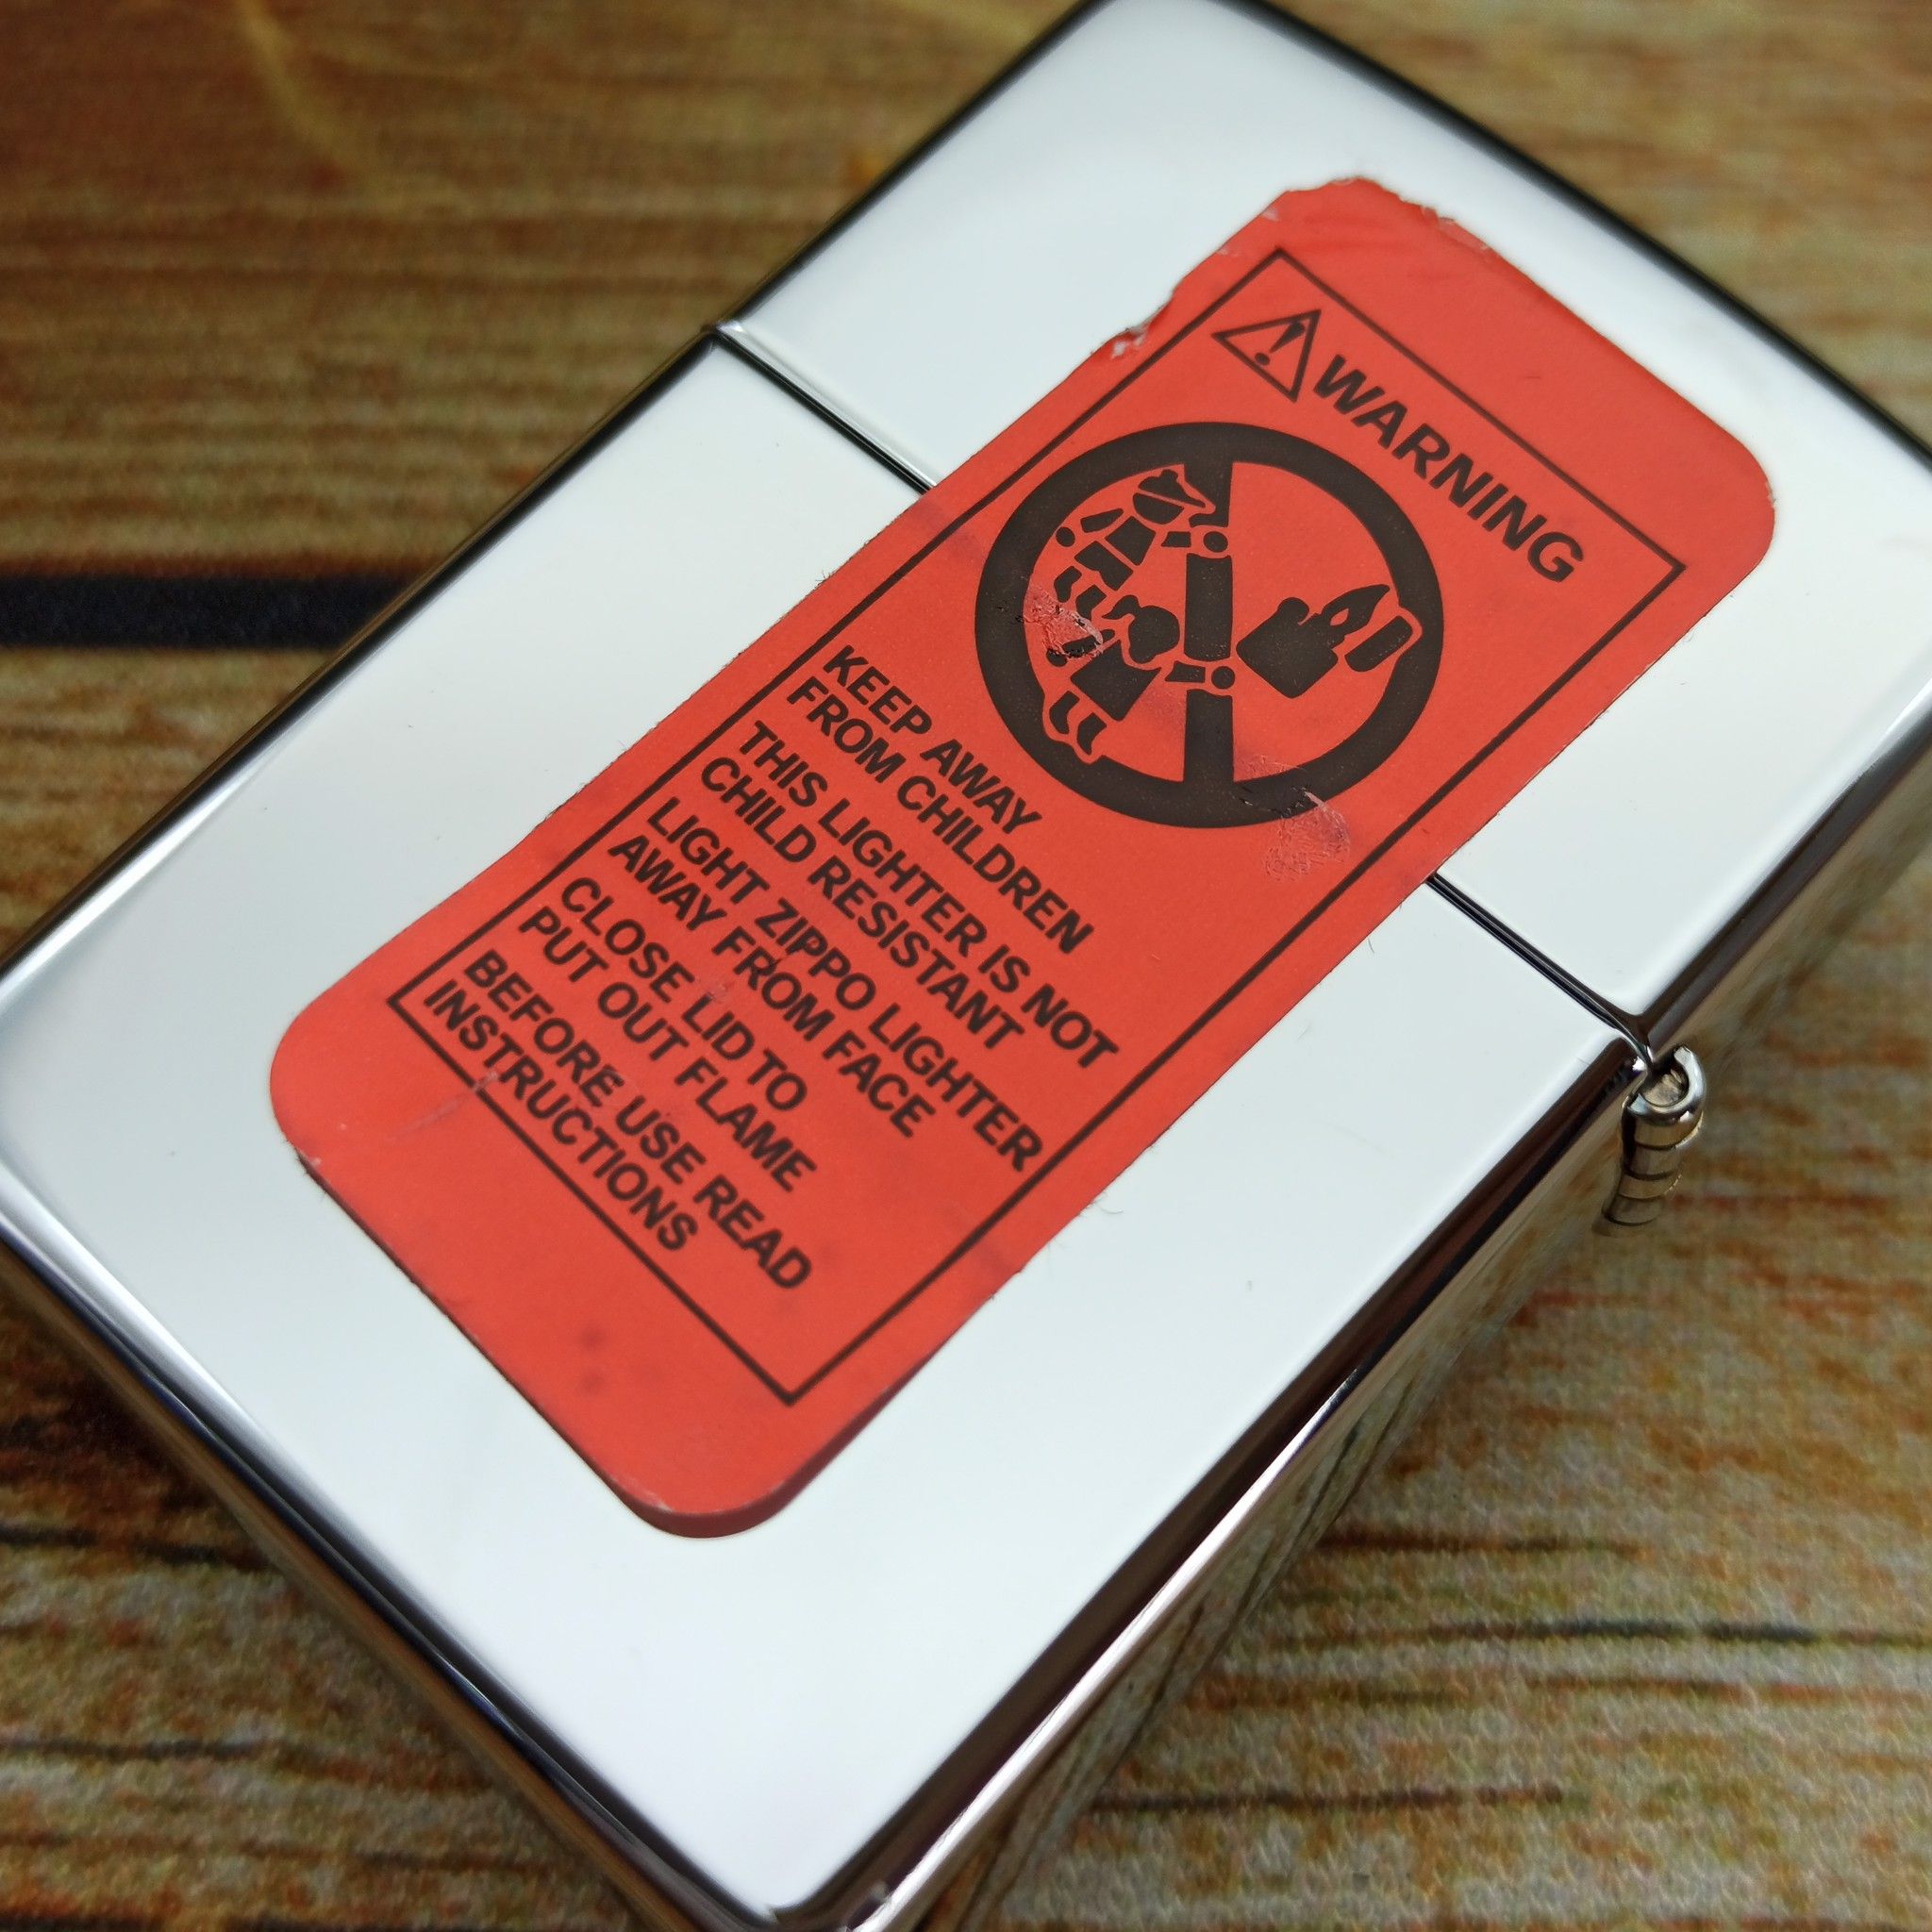 WARNING
KEEP AWAY
FROM CHILDREN
THIS LIGHTER IS NOT
CHILD RESISTANT
LIGHT ZIPPO LIGHTER
AWAY FROM FACE
CLOSE LID TO
PUT OUT FLAME
BEFORE USE READ
INSTRUCTIONS